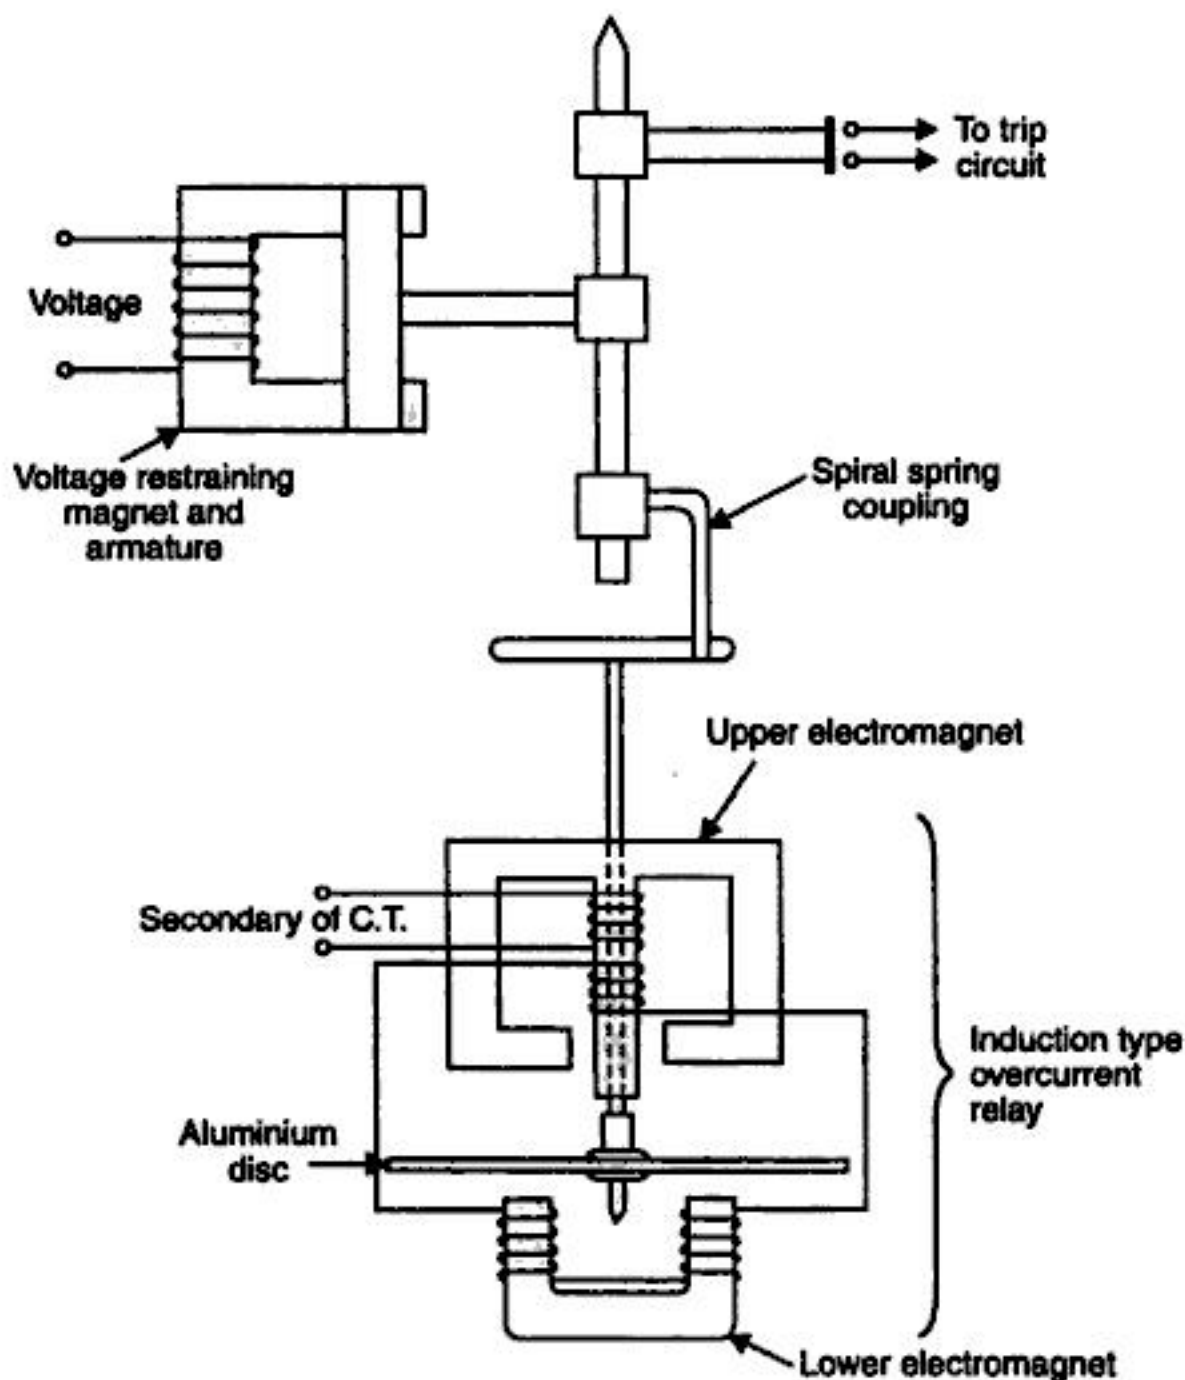 To trip
circuit
Voltage
Voltage restraining
magnet and
armature
Spiral spring
coupling
Upper electromagnet
Secondary of C.T.
Induction type
overcurrent
relay
Aluminium
disc
Lower electromagnet